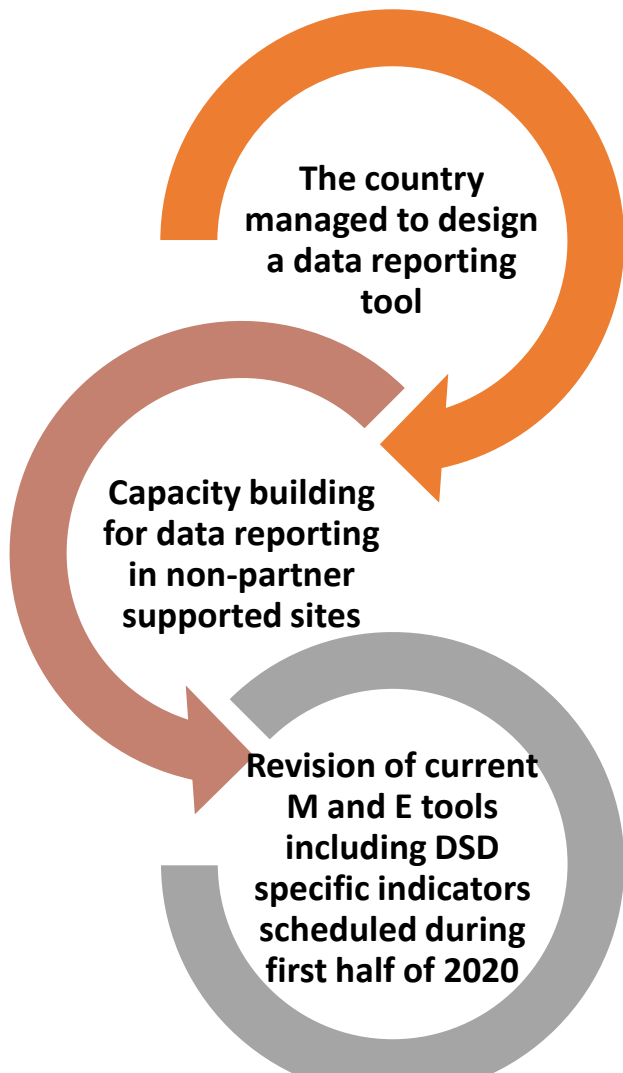 The country
managed to design
a data reporting
tool
Capacity building
for data reporting
in non-partner
supported sites
Revision of current
M and E tools
including DSD
specific indicators
scheduled during
first half of 2020